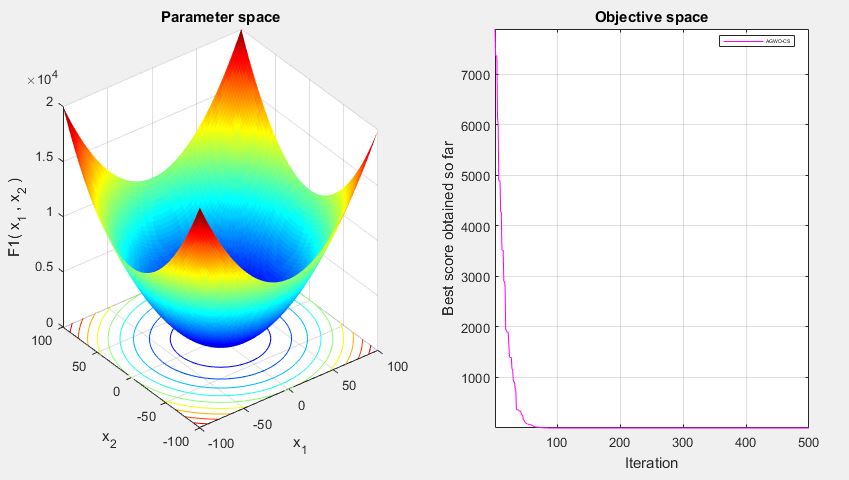 Parameter space
×10⁴
2
1.5
1
0.5
0
F1( x₁ , x₂ )
100
50
0
-50
-100
x₂
-100
-50
0
50
100
x₁
Objective space
AGWO-CS
7000
6000
5000
4000
3000
2000
1000
Best score obtained so far
100 200 300 400 500
Iteration